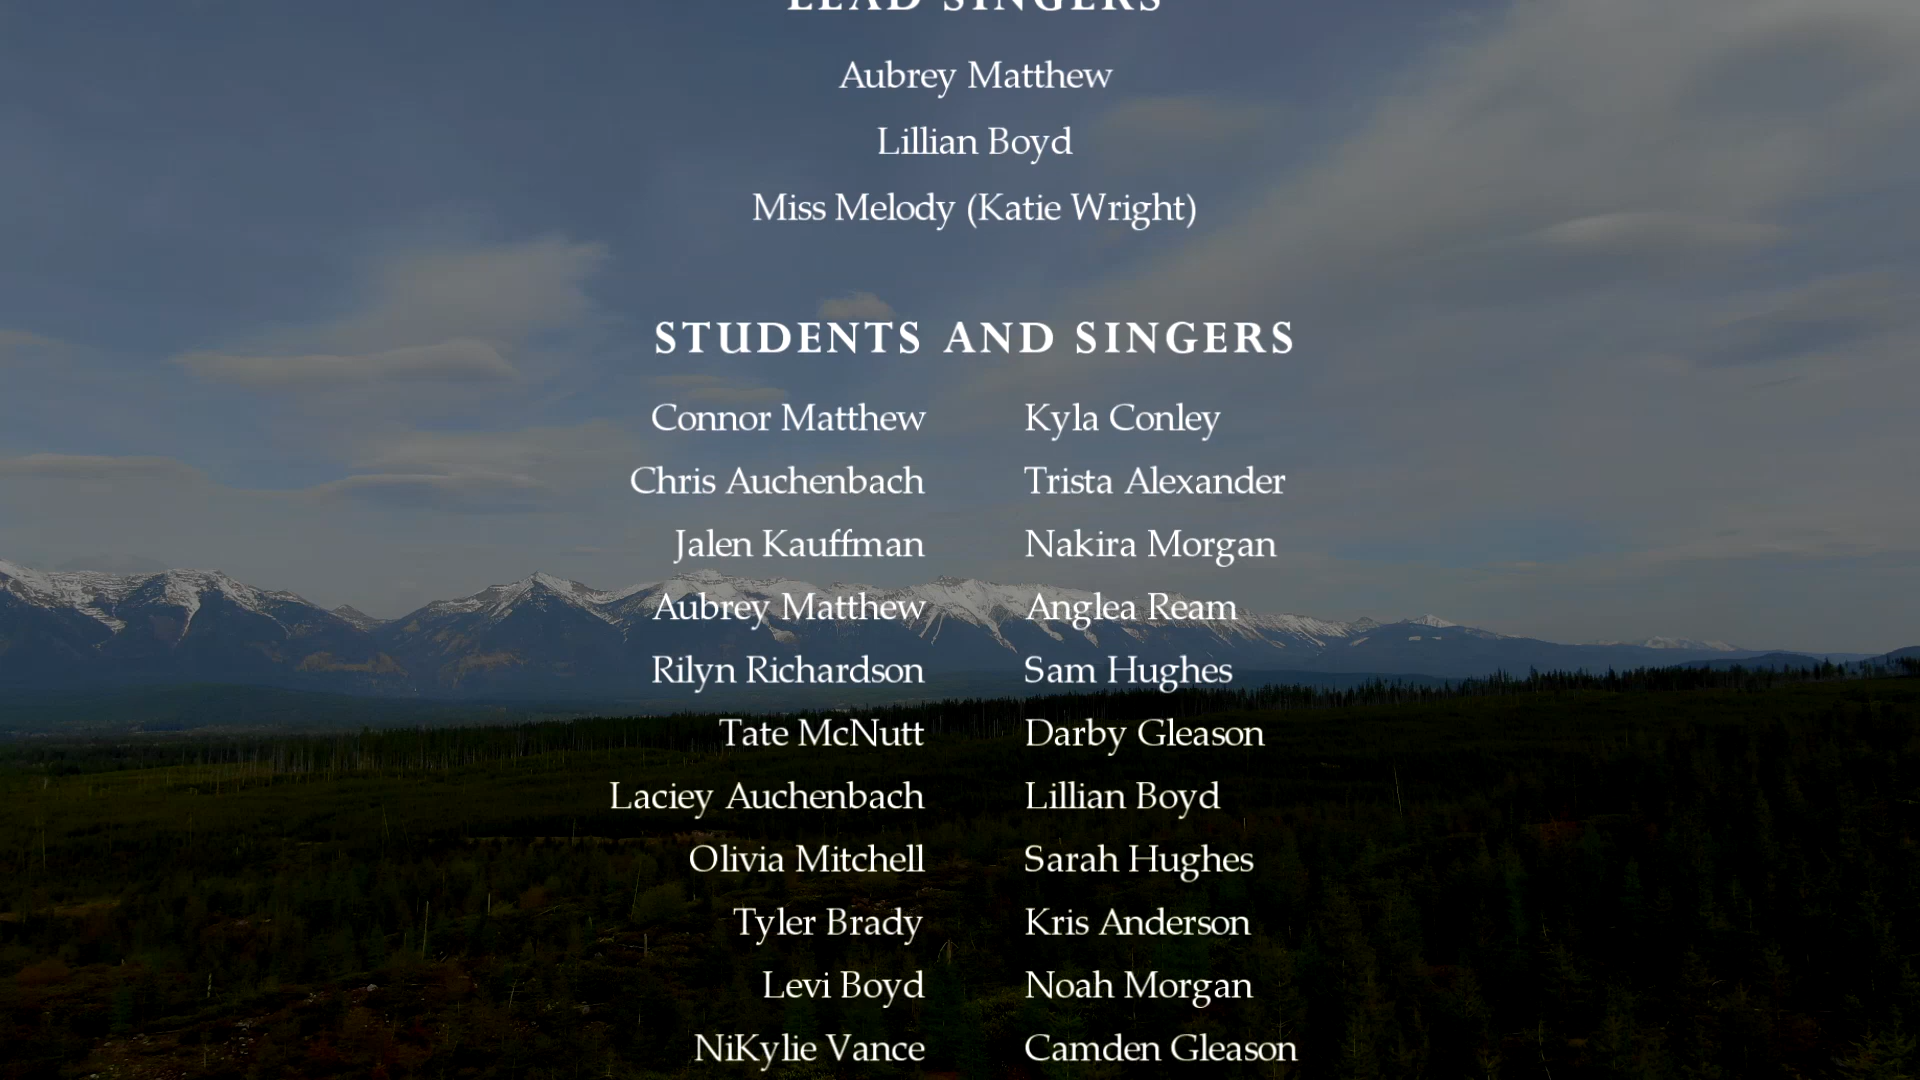 LEAD SINGERS
Aubrey Matthew
Lillian Boyd
Miss Melody (Katie Wright)
STUDENTS AND SINGERS
Connor Matthew Kyla Conley
Chris Auchenbach Trista Alexander
Jalen Kauffman Nakira Morgan
Aubrey Matthew Anglea Ream
Rilyn Richardson Sam Hughes
Tate McNutt Darby Gleason
Laciey Auchenbach Lillian Boyd
Olivia Mitchell Sarah Hughes
Tyler Brady Kris Anderson
Levi Boyd Noah Morgan
NiKylie Vance Camden Gleason